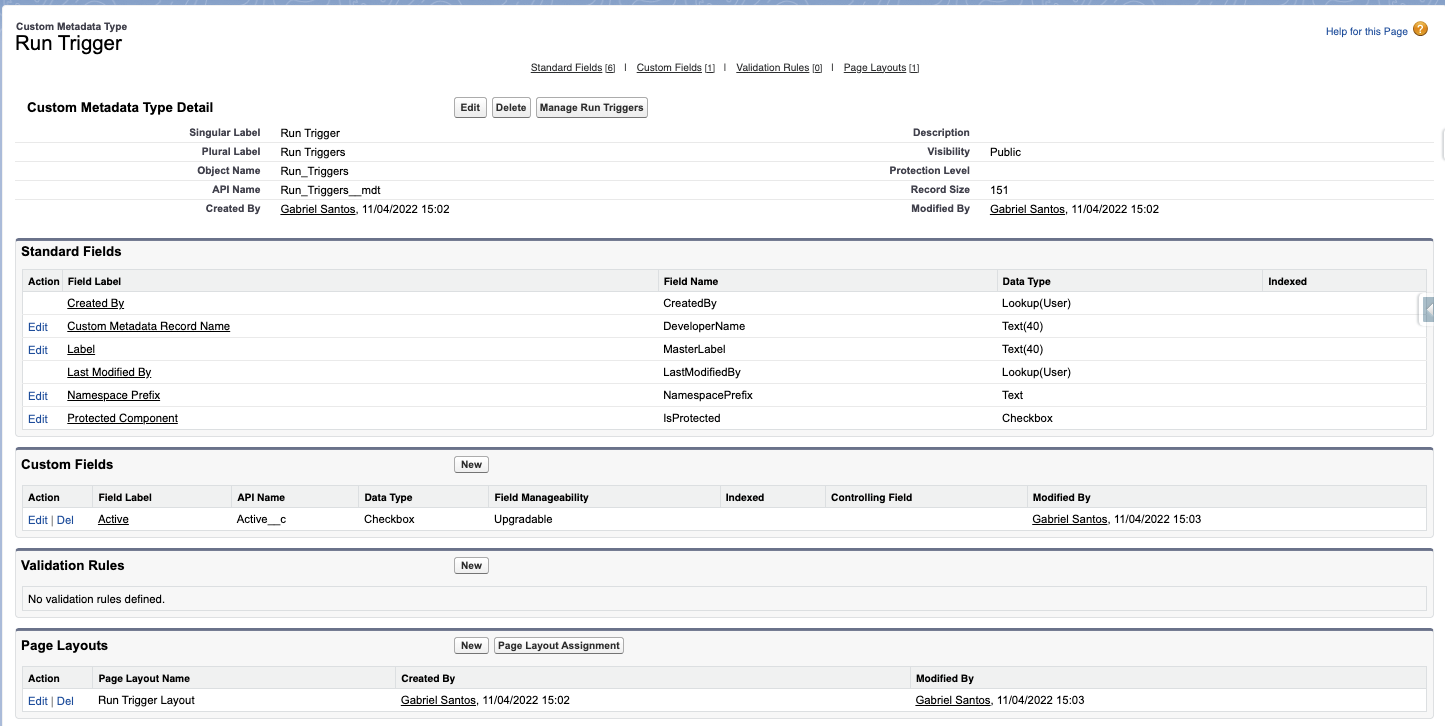 Custom Metadata Type
Run Trigger
Help for this Page ?
Standard Fields [6] | Custom Fields [1] | Validation Rules [0] | Page Layouts [1]
Custom Metadata Type Detail Edit Delete Manage Run Triggers
Singular Label Run Trigger Description
Plural Label Run Triggers Visibility Public
Object Name Run_Triggers Protection Level
API Name Run_Triggers__mdt Record Size 151
Created By Gabriel Santos, 11/04/2022 15:02 Modified By Gabriel Santos, 11/04/2022 15:02
Standard Fields
Action Field Label Field Name Data Type Indexed
Created By CreatedBy Lookup(User)
Edit Custom Metadata Record Name DeveloperName Text(40)
Edit Label MasterLabel Text(40)
Last Modified By LastModifiedBy Lookup(User)
Edit Namespace Prefix NamespacePrefix Text
Edit Protected Component IsProtected Checkbox
Custom Fields New
Action Field Label API Name Data Type Field Manageability Indexed Controlling Field Modified By
Edit | Del Active Active__c Checkbox Upgradable Gabriel Santos, 11/04/2022 15:03
Validation Rules New
No validation rules defined.
Page Layouts New Page Layout Assignment
Action Page Layout Name Created By Modified By
Edit | Del Run Trigger Layout Gabriel Santos, 11/04/2022 15:02 Gabriel Santos, 11/04/2022 15:03